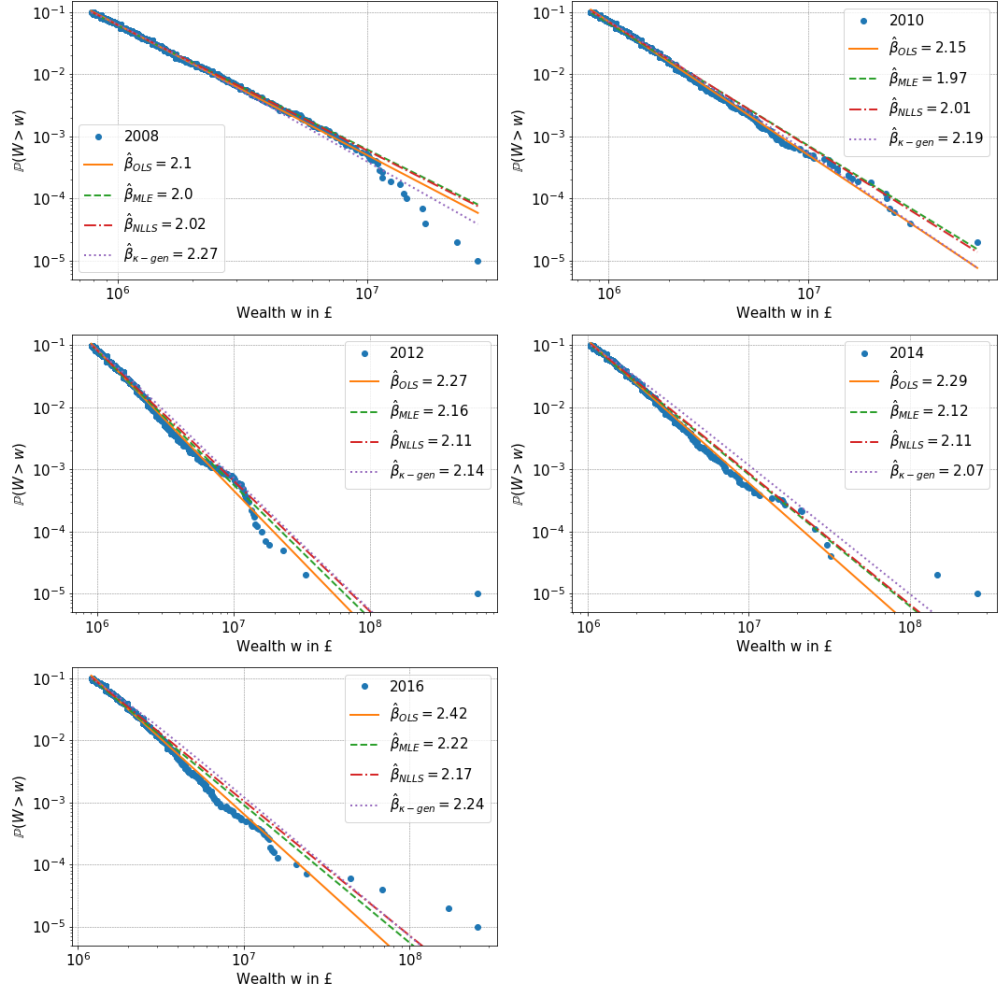 10⁻¹
10⁻²
10⁻³
10⁻⁴
10⁻⁵
ℙ(W > w)
2008
β̂_OLS = 2.1
β̂_MLE = 2.0
β̂_NLLS = 2.02
β̂_κ−gen = 2.27
10⁶
10⁷
Wealth w in £
10⁻¹
10⁻²
10⁻³
10⁻⁴
10⁻⁵
ℙ(W > w)
2010
β̂_OLS = 2.15
β̂_MLE = 1.97
β̂_NLLS = 2.01
β̂_κ−gen = 2.19
10⁶
10⁷
Wealth w in £
10⁻¹
10⁻²
10⁻³
10⁻⁴
10⁻⁵
ℙ(W > w)
2012
β̂_OLS = 2.27
β̂_MLE = 2.16
β̂_NLLS = 2.11
β̂_κ−gen = 2.14
10⁶
10⁷
10⁸
Wealth w in £
10⁻¹
10⁻²
10⁻³
10⁻⁴
10⁻⁵
ℙ(W > w)
2014
β̂_OLS = 2.29
β̂_MLE = 2.12
β̂_NLLS = 2.11
β̂_κ−gen = 2.07
10⁶
10⁷
10⁸
Wealth w in £
10⁻¹
10⁻²
10⁻³
10⁻⁴
10⁻⁵
ℙ(W > w)
2016
β̂_OLS = 2.42
β̂_MLE = 2.22
β̂_NLLS = 2.17
β̂_κ−gen = 2.24
10⁶
10⁷
10⁸
Wealth w in £